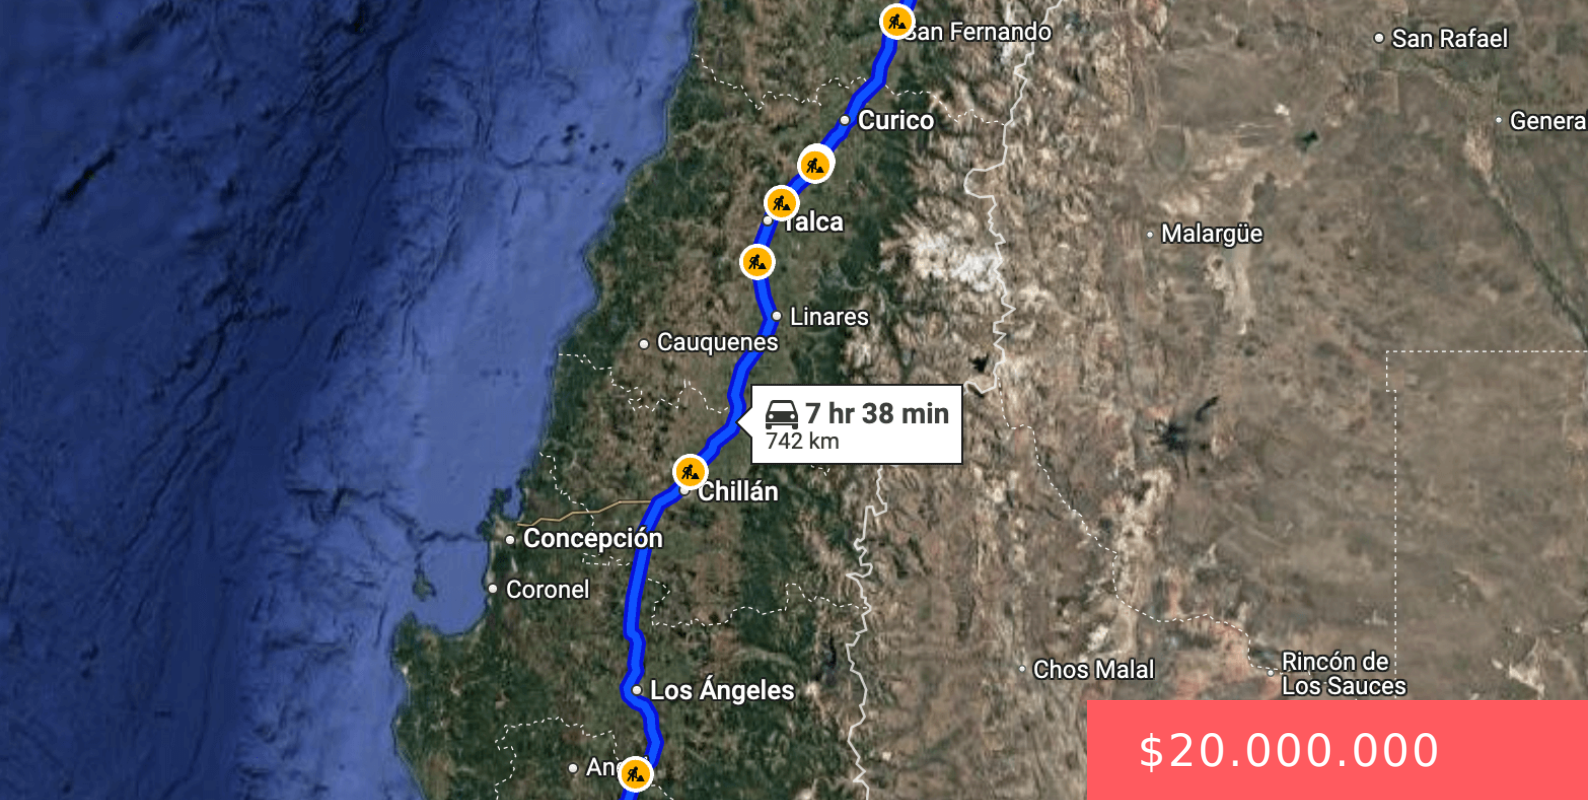 San Fernando
San Rafael
Curico
General
Talca
Malargüe
Linares
Cauquenes
7 hr 38 min
742 km
Chillán
Concepción
Coronel
Chos Malal
Rincón de
Los Sauces
Los Ángeles
$20.000.000